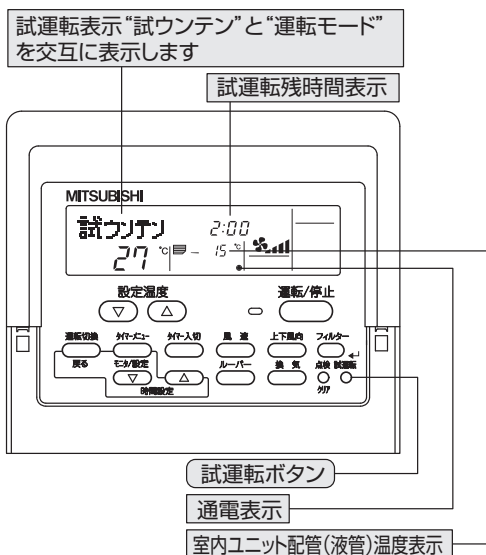 試運転表示“試ウンテン”と“運転モード”
を交互に表示します
試運転残時間表示
MITSUBISHI
試ウンテン 2:00
27 ℃ 15 ℃
設定温度 運転/停止
運転切換 タイマーメニュー タイマー入切 風 速 上下風向 フィルター
戻る モニタ/設定 ルーバー 換 気 点検 試運転
時間設定 クリア
試運転ボタン
通電表示
室内ユニット配管(液管)温度表示